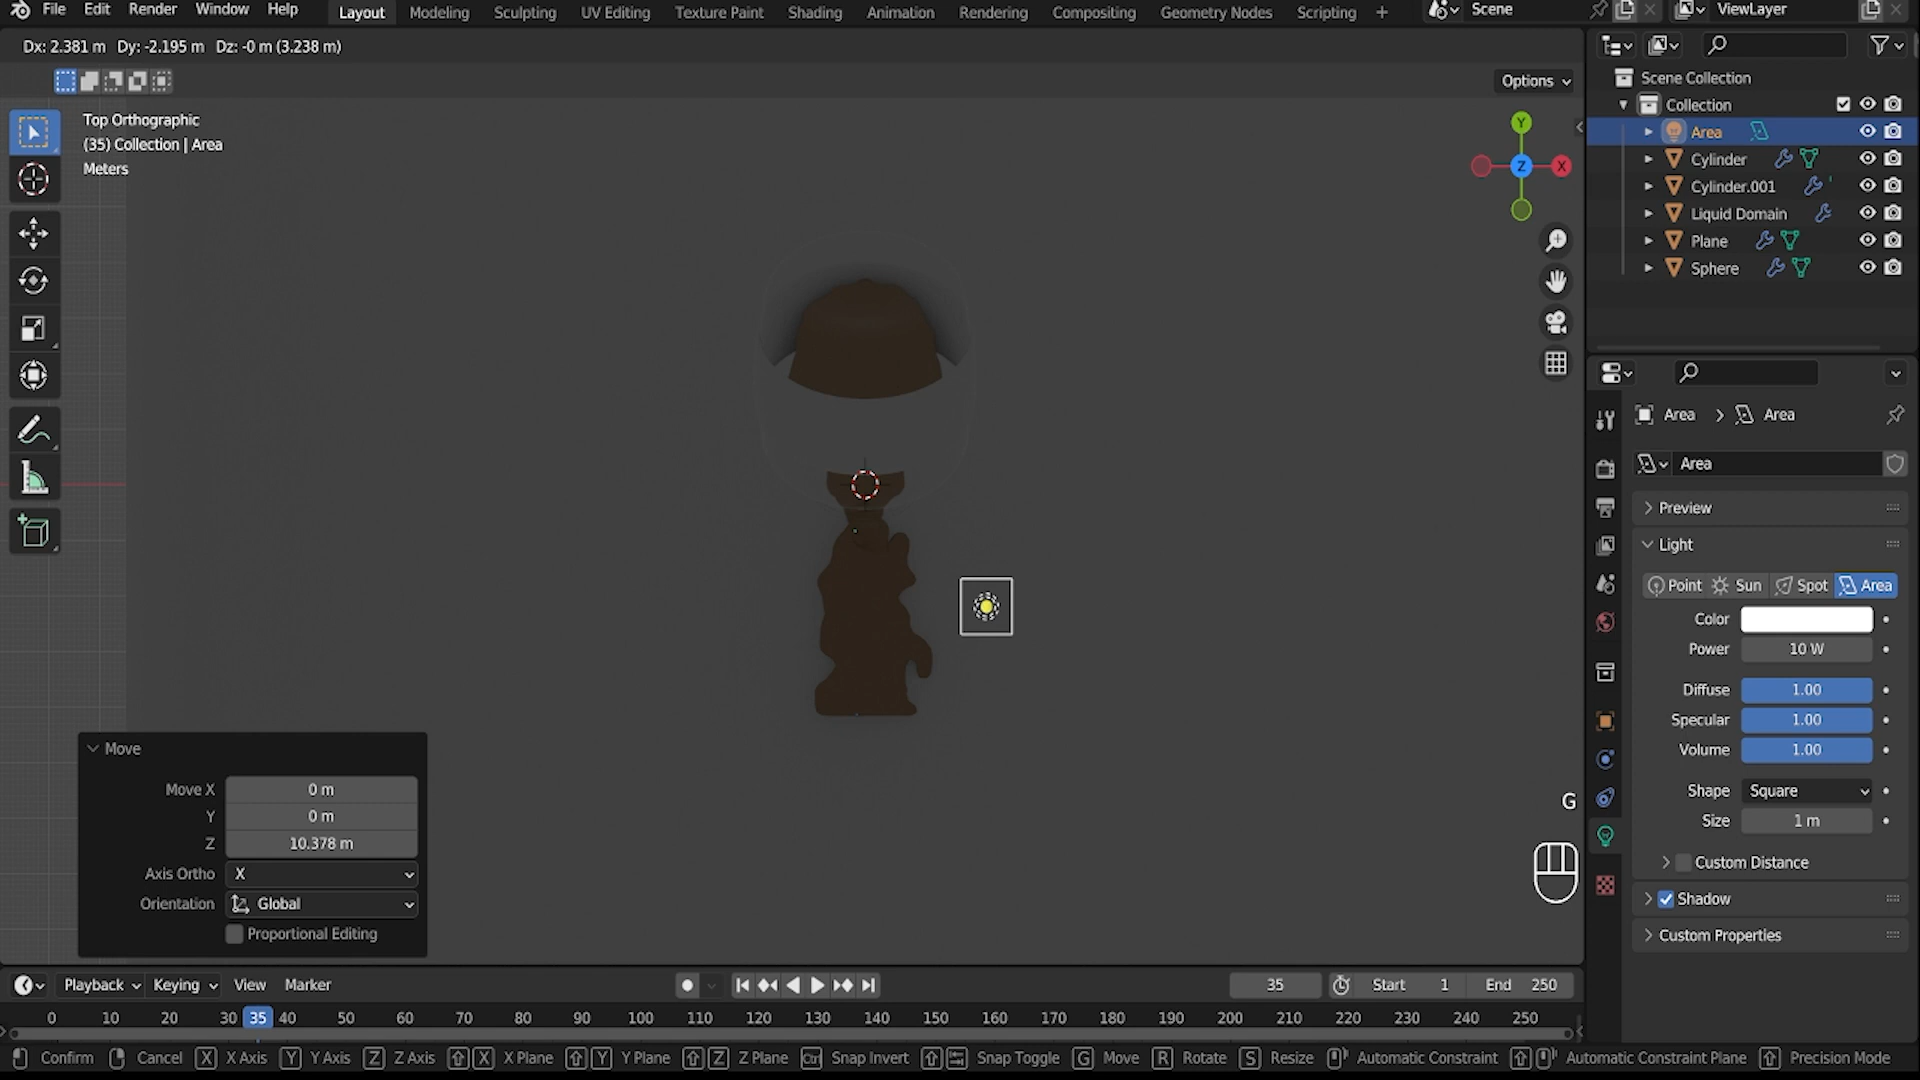 File Edit Render Window Help Layout Modeling Sculpting UV Editing Texture Paint Shading Animation Rendering Compositing Geometry Nodes Scripting + Scene ViewLayer
Dx: 2.381 m Dy: -2.195 m Dz: -0 m (3.238 m)
Options
Top Orthographic
(35) Collection | Area
Meters
Y
X
Z
Scene Collection
Collection
Area
Cylinder
Cylinder.001
Liquid Domain
Plane
Sphere
Area > Area
Area
Preview
Light
Point Sun Spot Area
Color
Power 10 W
Diffuse 1.00
Specular 1.00
Volume 1.00
Shape Square
Size 1 m
Custom Distance
Shadow
Custom Properties
Move
Move X 0 m
Y 0 m
Z 10.378 m
Axis Ortho X
Orientation Global
Proportional Editing
G
Playback Keying View Marker 35 Start 1 End 250
0 10 20 30 35 40 50 60 70 80 90 100 110 120 130 140 150 160 170 180 190 200 210 220 230 240 250
Confirm Cancel X X Axis Y Y Axis Z Z Axis X X Plane Y Y Plane Z Z Plane Ctrl Snap Invert Snap Toggle G Move R Rotate S Resize Automatic Constraint Automatic Constraint Plane Precision Mode